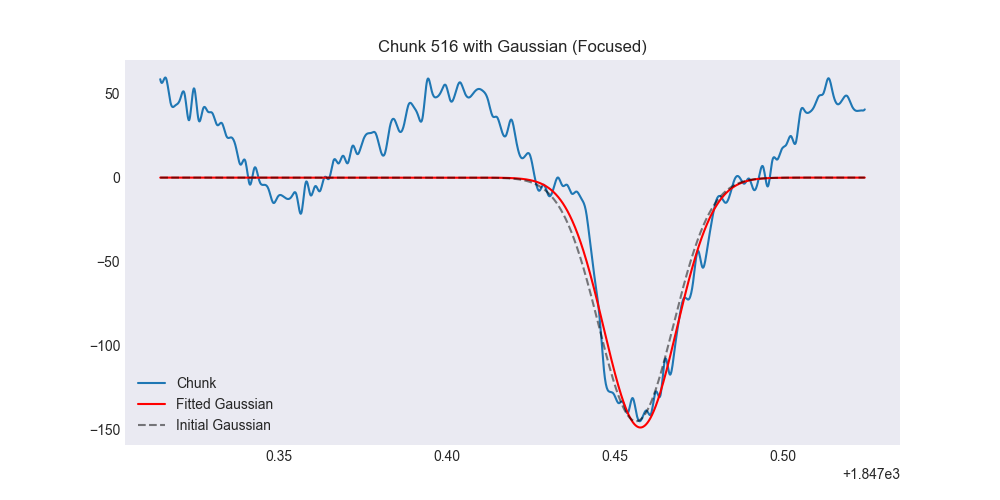 Chunk 516 with Gaussian (Focused)
50
0
−50
−100
−150
Chunk
Fitted Gaussian
Initial Gaussian
0.35 0.40 0.45 0.50
+1.847e3